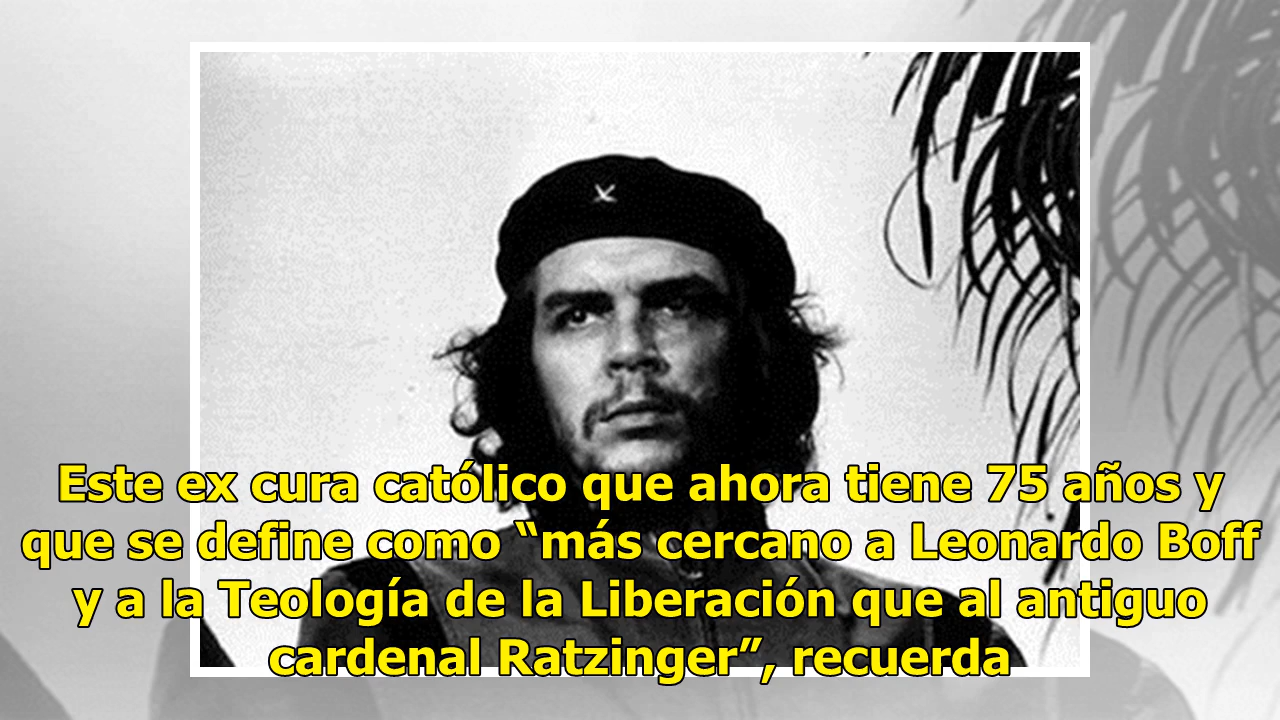 Este ex cura católico que ahora tiene 75 años y
que se define como “más cercano a Leonardo Boff
y a la Teología de la Liberación que al antiguo
cardenal Ratzinger”, recuerda